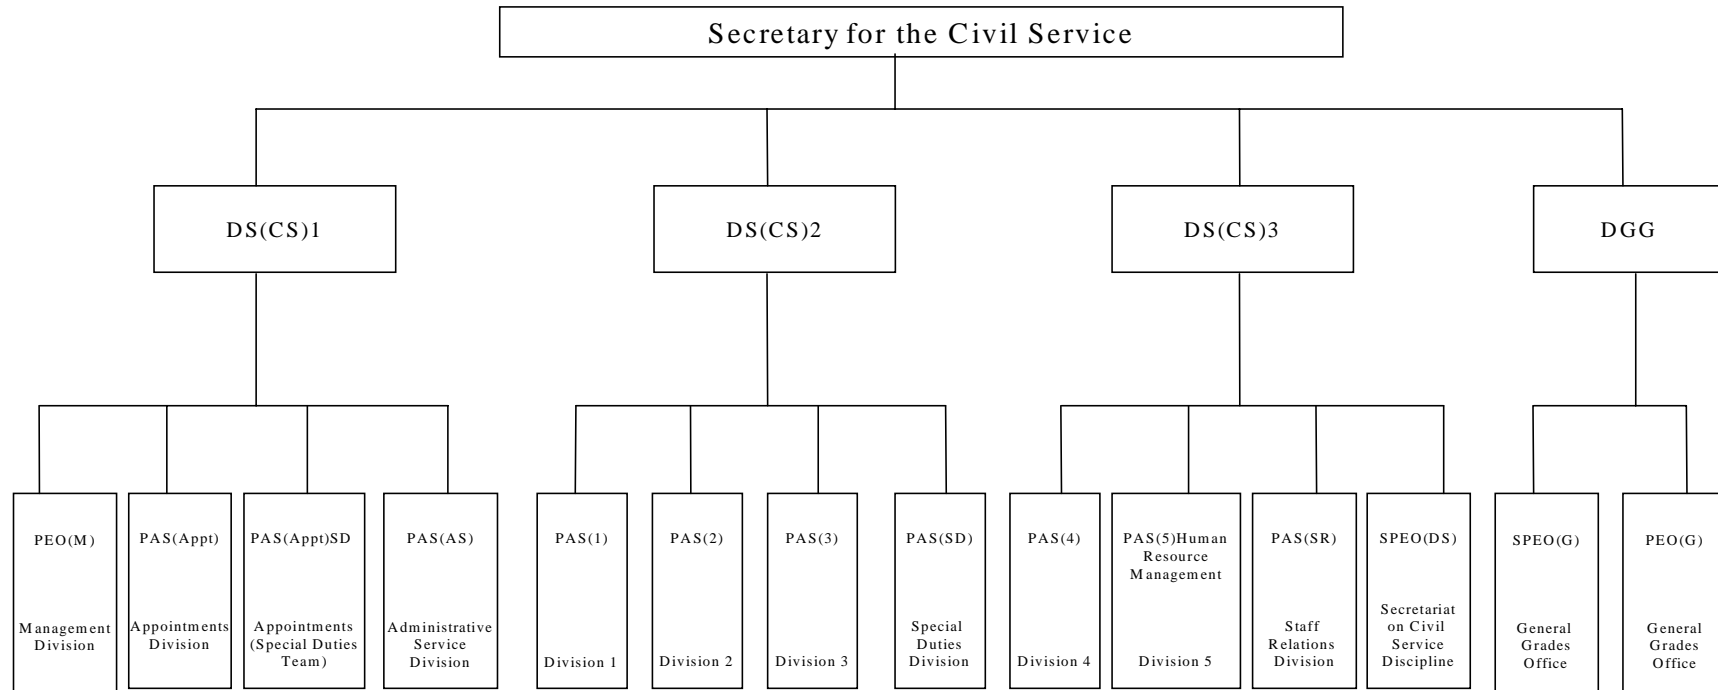 Secretary for the Civil Service
DS(CS)1
DS(CS)2
DS(CS)3
DGG
PEO(M)
Management
Division
PAS(Appt)
Appointments
Division
PAS(Appt)SD
Appointments
(Special Duties
Team)
PAS(AS)
Administrative
Service
Division
PAS(1)
Division 1
PAS(2)
Division 2
PAS(3)
Division 3
PAS(SD)
Special
Duties
Division
PAS(4)
Division 4
PAS(5)Human
Resource
Management
Division 5
PAS(SR)
Staff
Relations
Division
SPEO(DS)
Secretariat
on Civil
Service
Discipline
SPEO(G)
General
Grades
Office
PEO(G)
General
Grades
Office